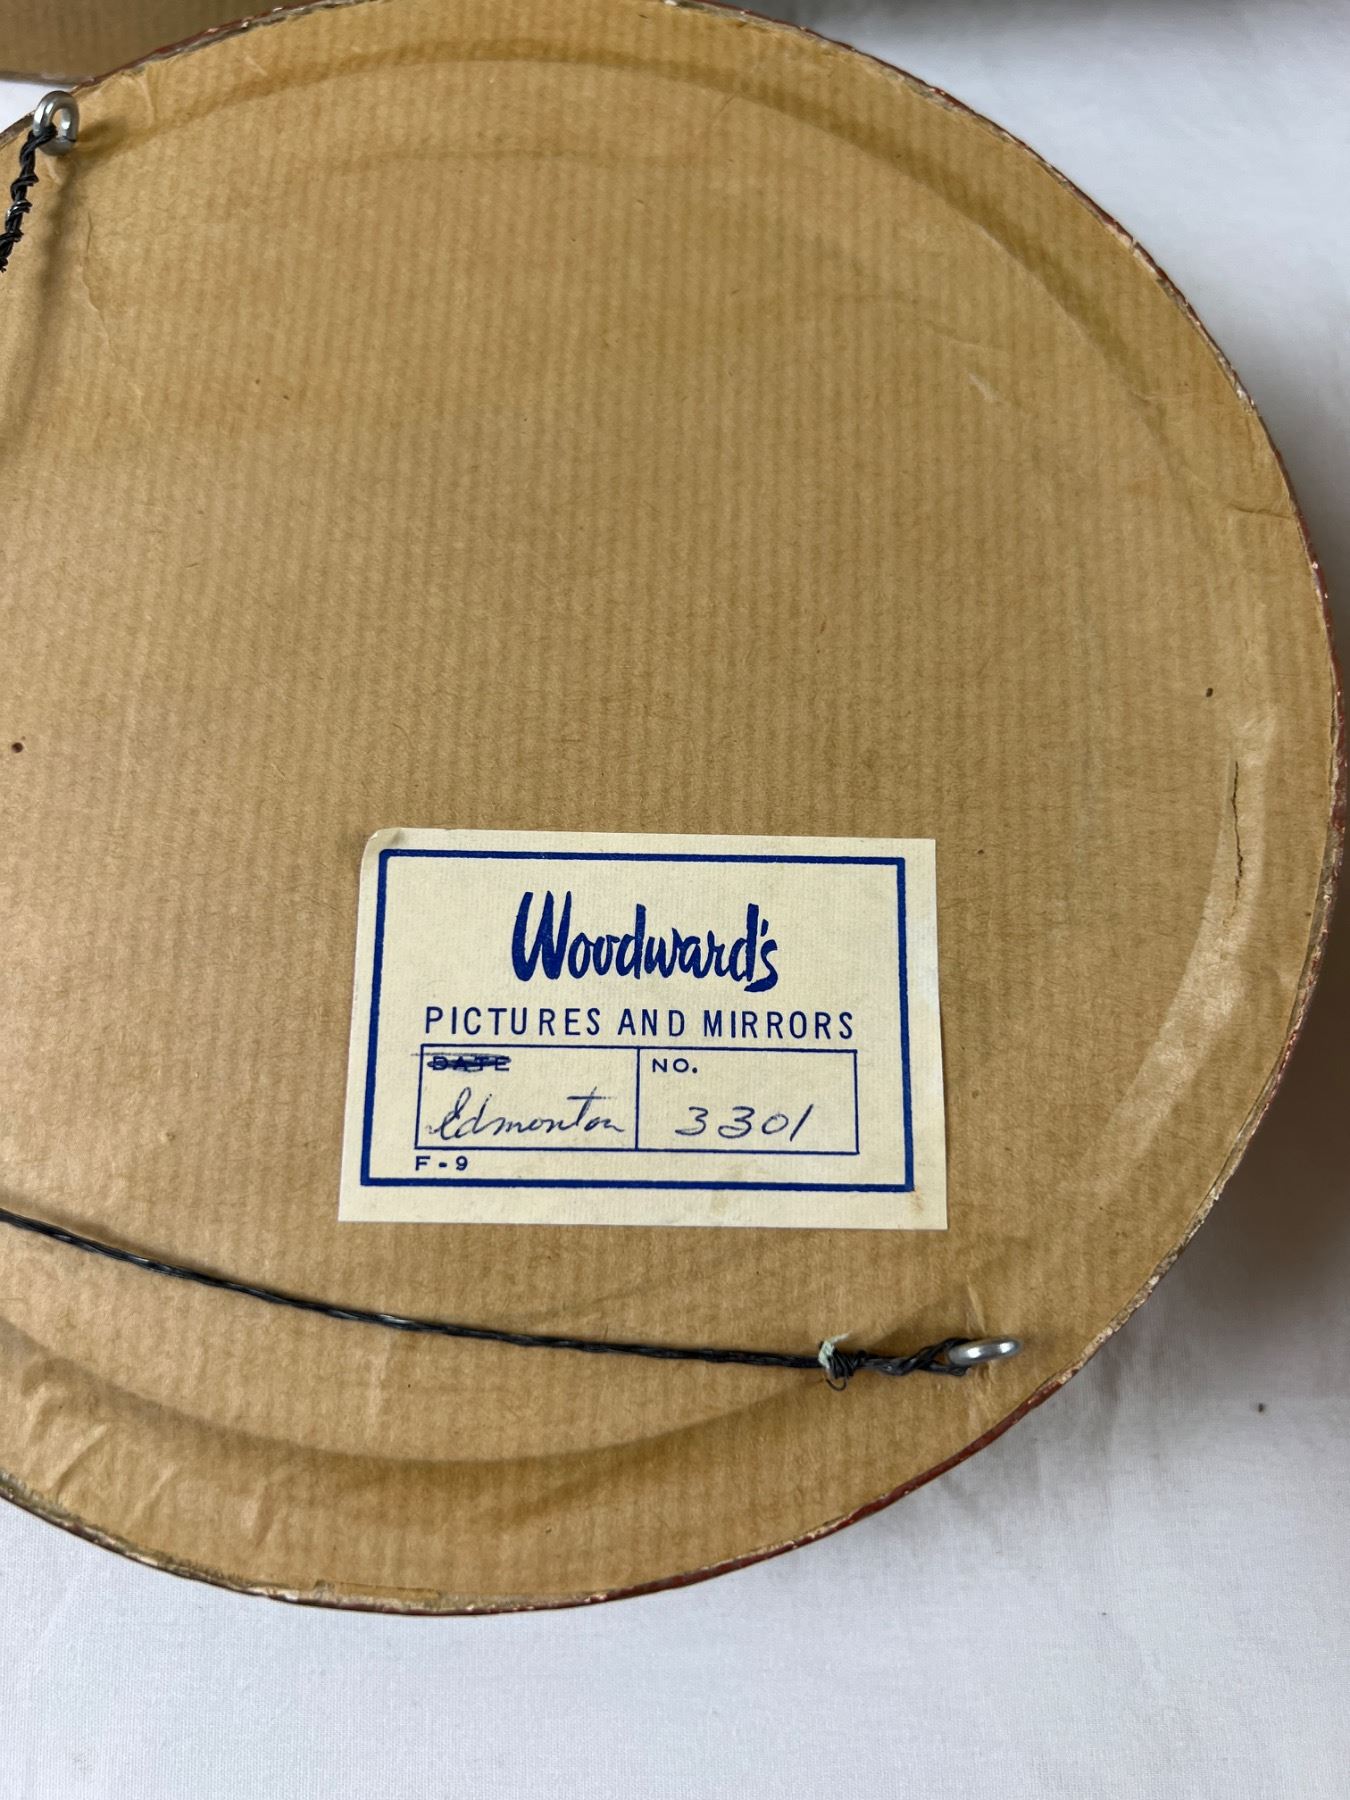 Woodward's
PICTURES AND MIRRORS
DATE NO.
Edmonton 3301
F-9